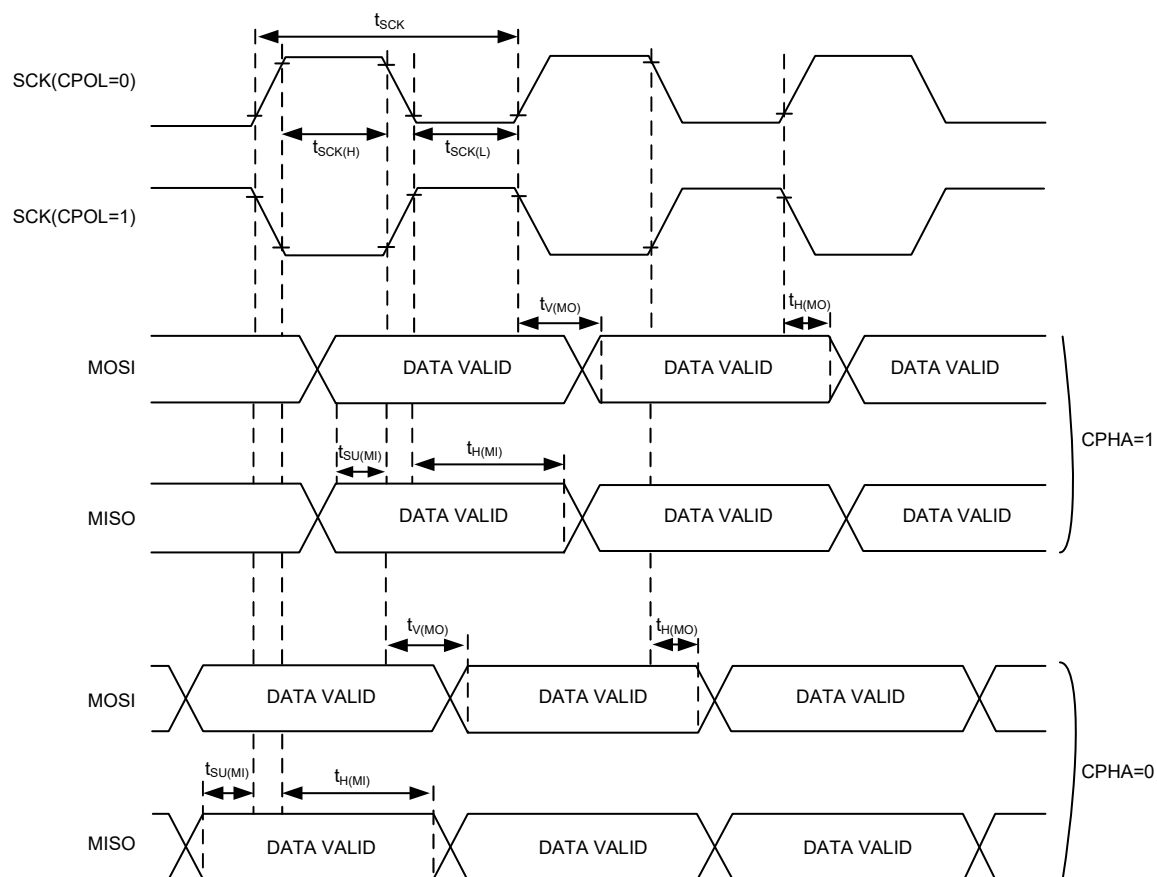 tSCK
SCK(CPOL=0)
tSCK(H)
tSCK(L)
SCK(CPOL=1)
tV(MO)
tH(MO)
MOSI
DATA VALID
DATA VALID
DATA VALID
CPHA=1
tSU(MI)
tH(MI)
MISO
DATA VALID
DATA VALID
DATA VALID
tV(MO)
tH(MO)
MOSI
DATA VALID
DATA VALID
DATA VALID
CPHA=0
tSU(MI)
tH(MI)
MISO
DATA VALID
DATA VALID
DATA VALID